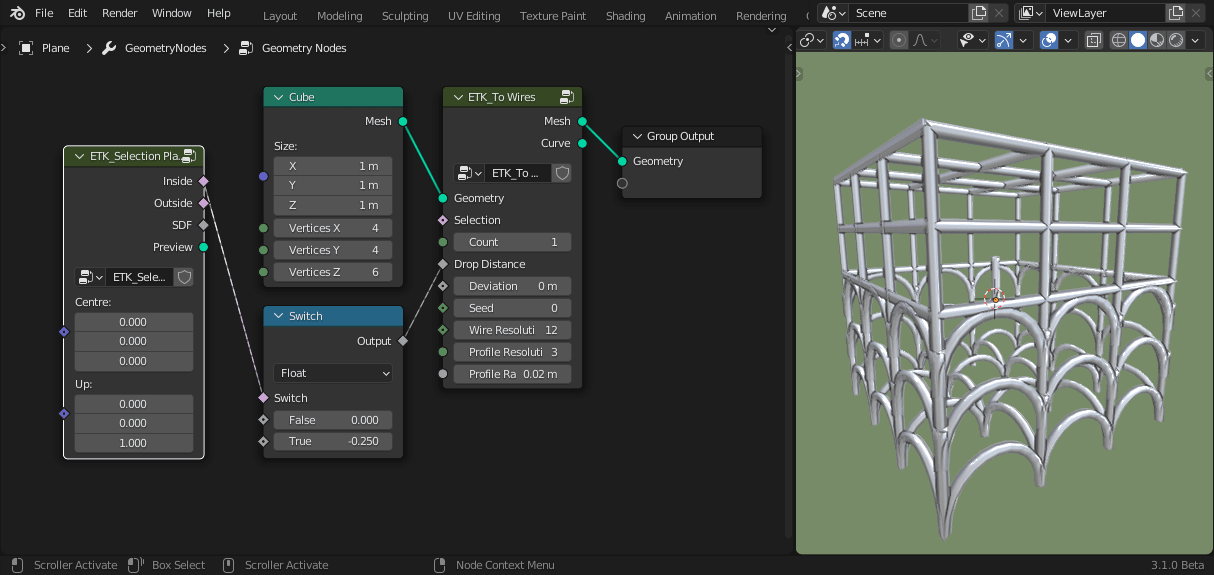 File Edit Render Window Help
Layout Modeling Sculpting UV Editing Texture Paint Shading Animation Rendering
Scene
ViewLayer
Plane GeometryNodes Geometry Nodes
ETK_Selection Pla..
Inside
Outside
SDF
Preview
ETK_Sele...
Centre:
0.000
0.000
0.000
Up:
0.000
0.000
1.000
Cube
Mesh
Size:
X 1 m
Y 1 m
Z 1 m
Vertices X 4
Vertices Y 4
Vertices Z 6
Switch
Output
Float
Switch
False 0.000
True -0.250
ETK_To Wires
Mesh
Curve
ETK_To ...
Geometry
Selection
Count 1
Drop Distance
Deviation 0 m
Seed 0
Wire Resoluti 12
Profile Resoluti 3
Profile Ra 0.02 m
Group Output
Geometry
Scroller Activate Box Select Scroller Activate Node Context Menu 3.1.0 Beta